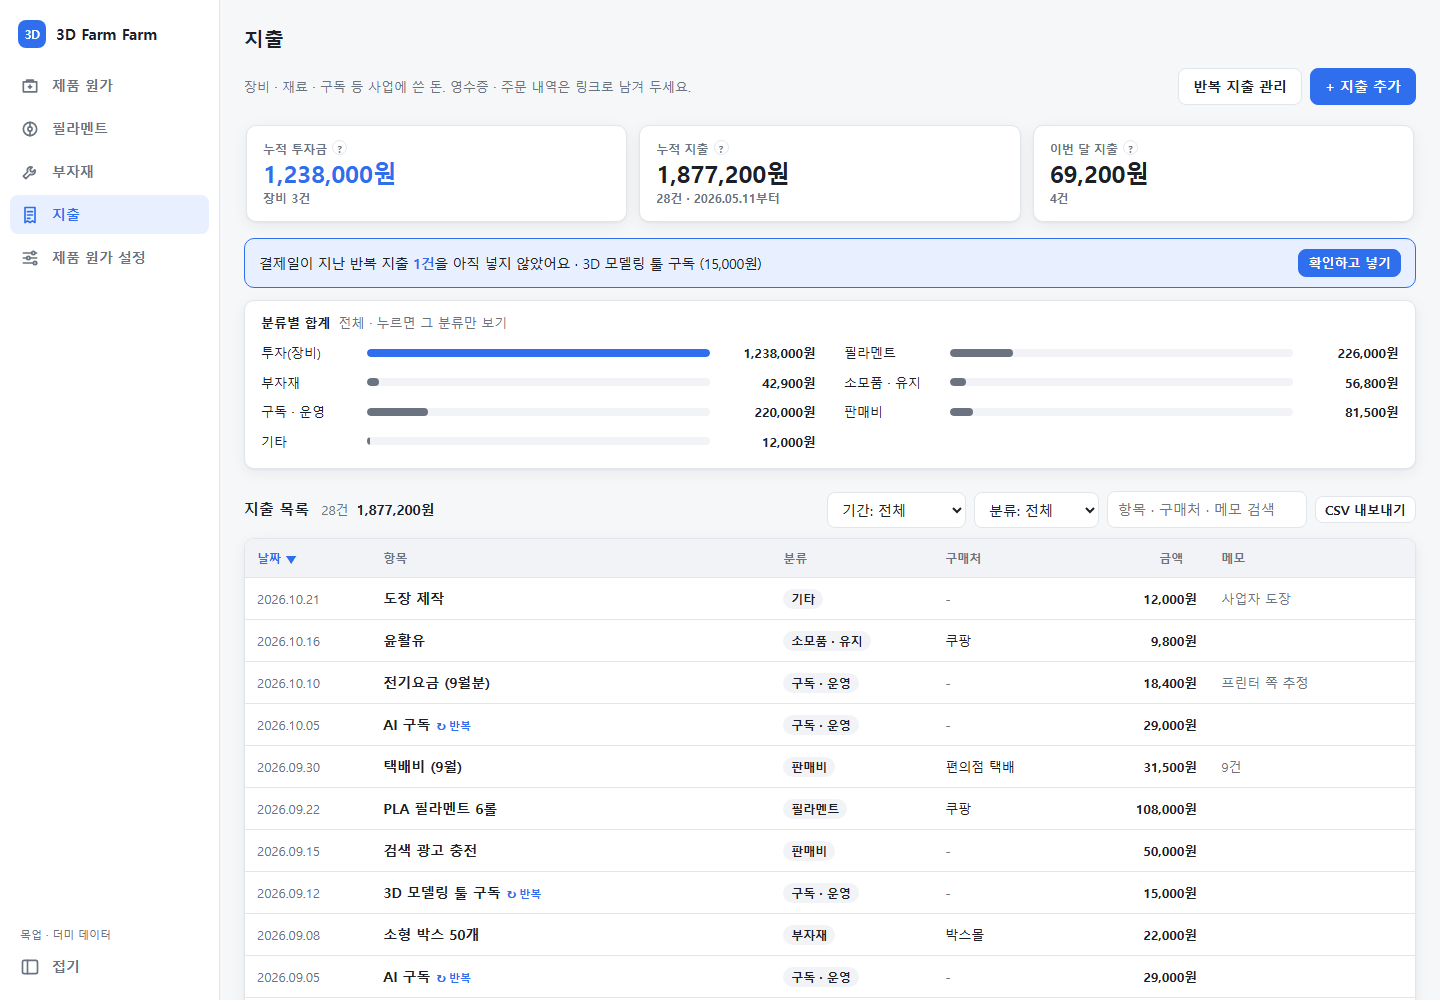 3D 3D Farm Farm
제품 원가
필라멘트
부자재
지출
제품 원가 설정
목업 · 더미 데이터
접기
지출
장비 · 재료 · 구독 등 사업에 쓴 돈. 영수증 · 주문 내역은 링크로 남겨 두세요.
반복 지출 관리
+ 지출 추가
누적 투자금 ?
1,238,000원
장비 3건
누적 지출 ?
1,877,200원
28건 · 2026.05.11부터
이번 달 지출 ?
69,200원
4건
결제일이 지난 반복 지출 1건을 아직 넣지 않았어요 · 3D 모델링 툴 구독 (15,000원)
확인하고 넣기
분류별 합계 전체 · 누르면 그 분류만 보기
투자(장비) 1,238,000원
필라멘트 226,000원
부자재 42,900원
소모품 · 유지 56,800원
구독 · 운영 220,000원
판매비 81,500원
기타 12,000원
지출 목록 28건 1,877,200원
기간: 전체
분류: 전체
항목 · 구매처 · 메모 검색
CSV 내보내기
날짜 ▼ 항목 분류 구매처 금액 메모
2026.10.21 도장 제작 기타 - 12,000원 사업자 도장
2026.10.16 윤활유 소모품 · 유지 쿠팡 9,800원
2026.10.10 전기요금 (9월분) 구독 · 운영 - 18,400원 프린터 쪽 추정
2026.10.05 AI 구독 ↻ 반복 구독 · 운영 - 29,000원
2026.09.30 택배비 (9월) 판매비 편의점 택배 31,500원 9건
2026.09.22 PLA 필라멘트 6롤 필라멘트 쿠팡 108,000원
2026.09.15 검색 광고 충전 판매비 - 50,000원
2026.09.12 3D 모델링 툴 구독 ↻ 반복 구독 · 운영 - 15,000원
2026.09.08 소형 박스 50개 부자재 박스몰 22,000원
2026.09.05 AI 구독 ↻ 반복 구독 · 운영 - 29,000원